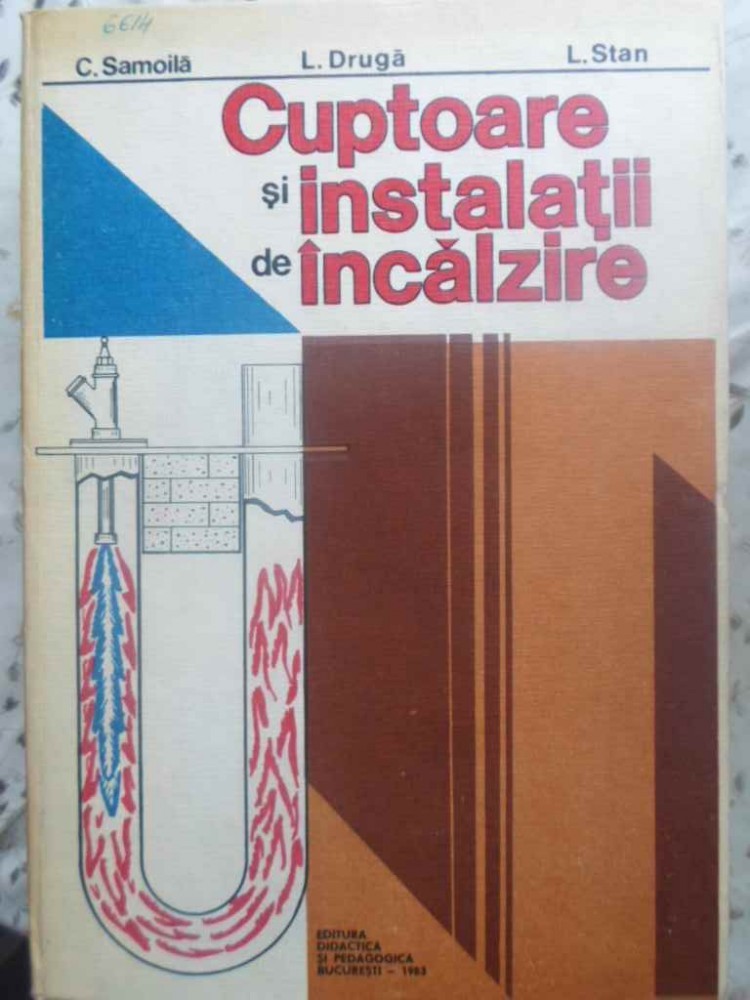 6614
C. Samoilă
L. Drugă
L. Stan
Cuptoare
și instalații
de încălzire
EDITURA
DIDACTICĂ
ȘI PEDAGOGICĂ
BUCUREȘTI – 1983